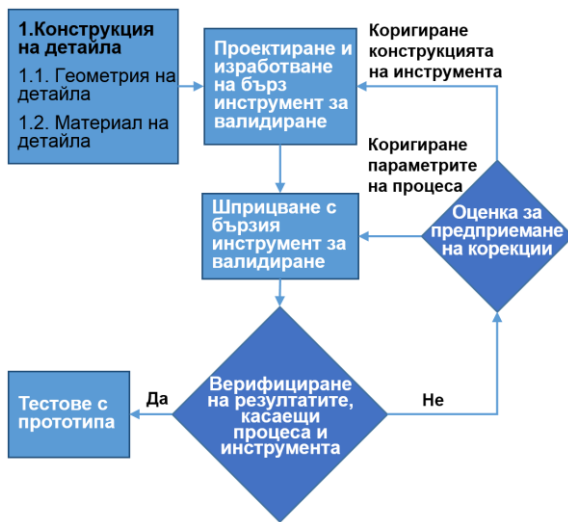 1.Конструкция
на детайла
1.1. Геометрия на
детайла
1.2. Материал на
детайла
Проектиране и
изработване
на бърз
инструмент за
валидиране
Коригиране
конструкцията
на инструмента
Коригиране
параметрите
на процеса
Шприцване с
бързия
инструмент за
валидиране
Оценка за
предприемане
на корекции
Тестове с
прототипа
Да
Верифициране
на резултатите,
касаещи
процеса и
инструмента
Не